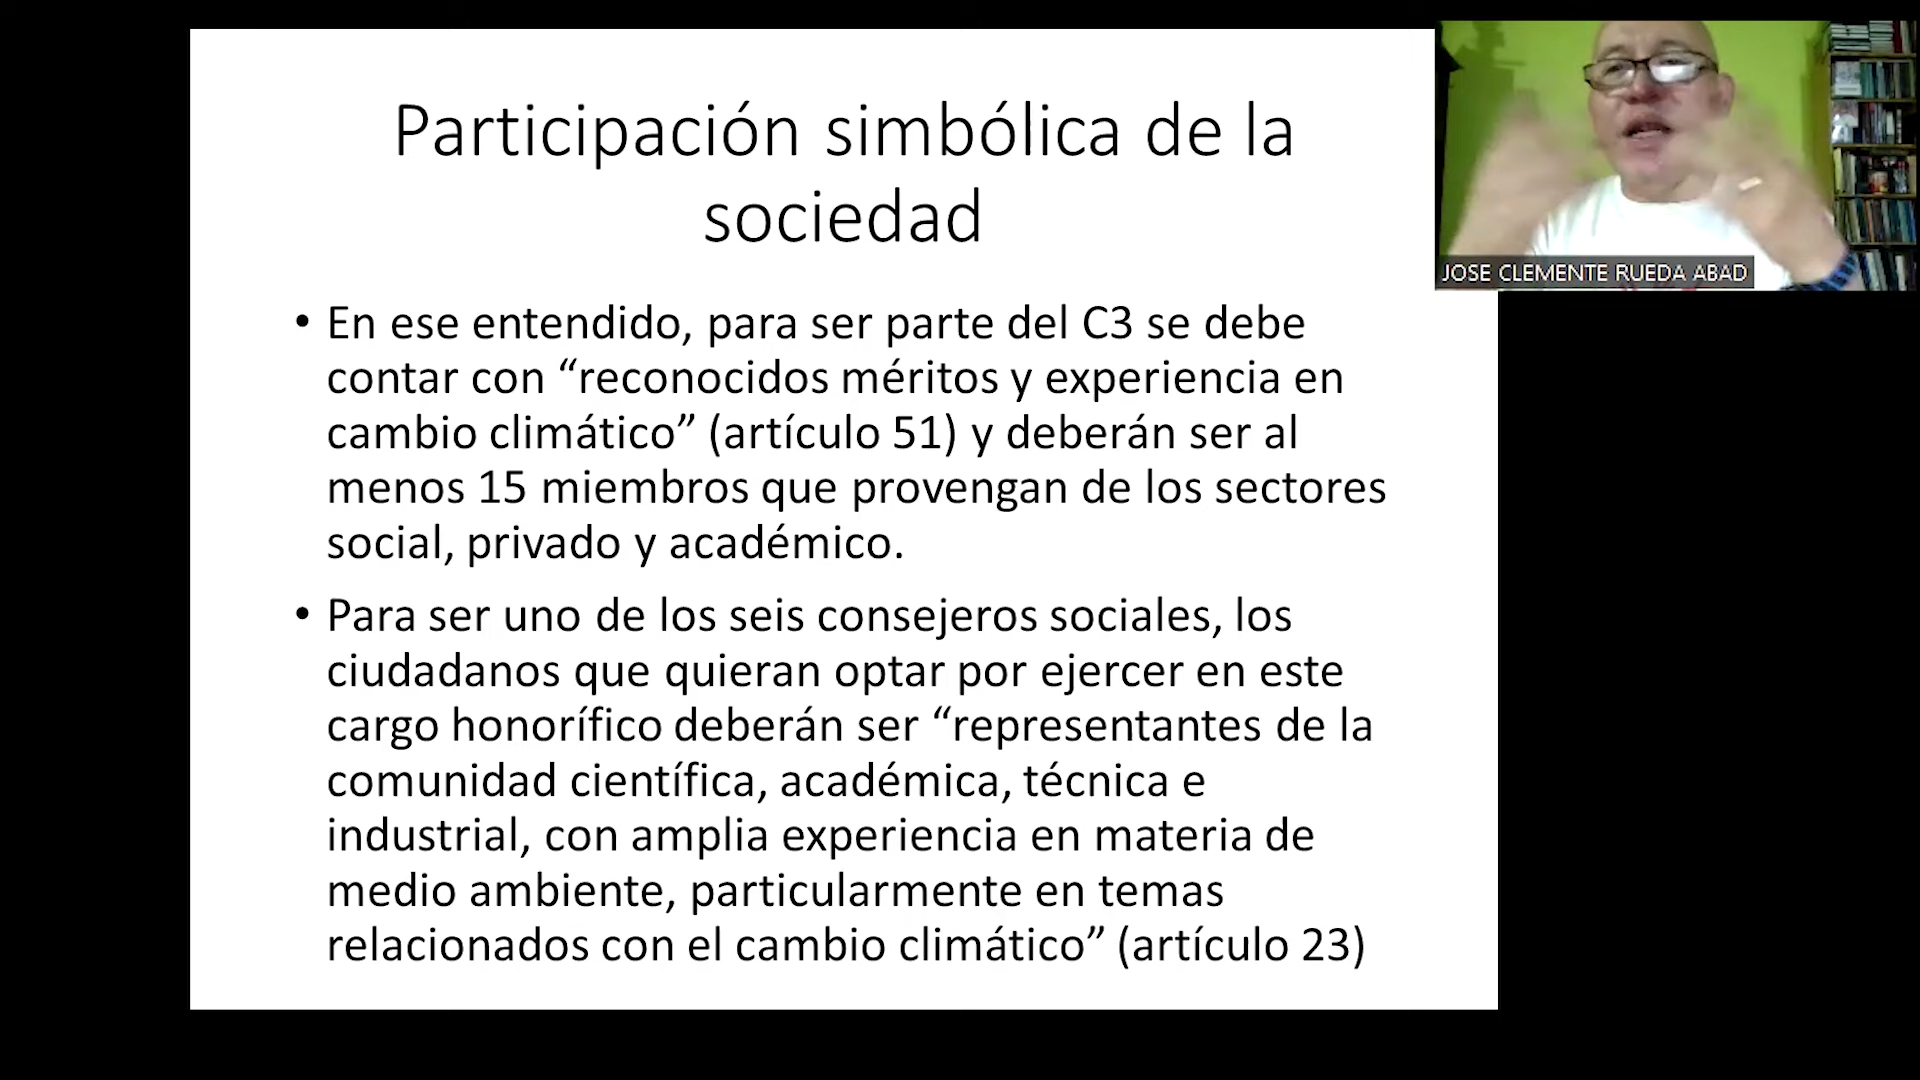 Participación simbólica de la
sociedad
• En ese entendido, para ser parte del C3 se debe
contar con “reconocidos méritos y experiencia en
cambio climático” (artículo 51) y deberán ser al
menos 15 miembros que provengan de los sectores
social, privado y académico.
• Para ser uno de los seis consejeros sociales, los
ciudadanos que quieran optar por ejercer en este
cargo honorífico deberán ser “representantes de la
comunidad científica, académica, técnica e
industrial, con amplia experiencia en materia de
medio ambiente, particularmente en temas
relacionados con el cambio climático” (artículo 23)
JOSE CLEMENTE RUEDA ABAD